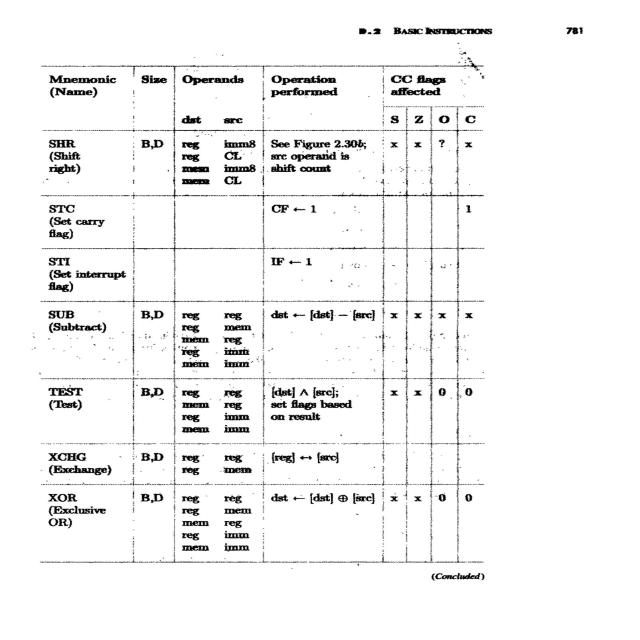 D.2 BASIC INSTRUCTIONS 781
Mnemonic Size Operands Operation CC flags
(Name) performed affected
dst src S Z O C
SHR B,D reg imm8 See Figure 2.30b; x x ? x
(Shift reg CL src operand is
right) mem imm8 shift count
mem CL
STC CF ← 1 1
(Set carry
flag)
STI IF ← 1
(Set interrupt
flag)
SUB B,D reg reg dst ← [dst] − [src] x x x x
(Subtract) reg mem
mem reg
reg imm
mem imm
TEST B,D reg reg [dst] ∧ [src]; x x 0 0
(Test) mem reg set flags based
reg imm on result
mem imm
XCHG B,D reg reg [reg] ↔ [src]
(Exchange) reg mem
XOR B,D reg reg dst ← [dst] ⊕ [src] x x 0 0
(Exclusive reg mem
OR) mem reg
reg imm
mem imm
(Concluded)